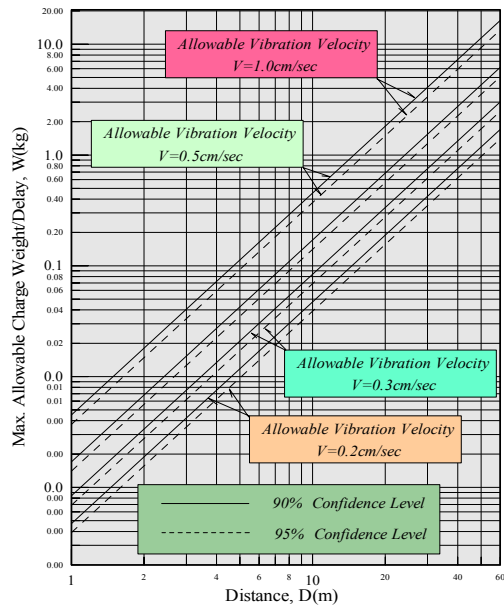 Max. Allowable Charge Weight/Delay, W(kg)
20.00
10.0
8.00
6.00
4.00
2.00
1.0
0.80
0.60
0.40
0.20
0.1
0.08
0.06
0.04
0.02
0.0
0.01
0.01
0.00
0.00
0.0
0.00
0.00
0.00
0.00
Allowable Vibration Velocity
V=1.0cm/sec
Allowable Vibration Velocity
V=0.5cm/sec
Allowable Vibration Velocity
V=0.3cm/sec
Allowable Vibration Velocity
V=0.2cm/sec
90% Confidence Level
95% Confidence Level
1 2 4 6 8 10 20 40 60
Distance, D(m)